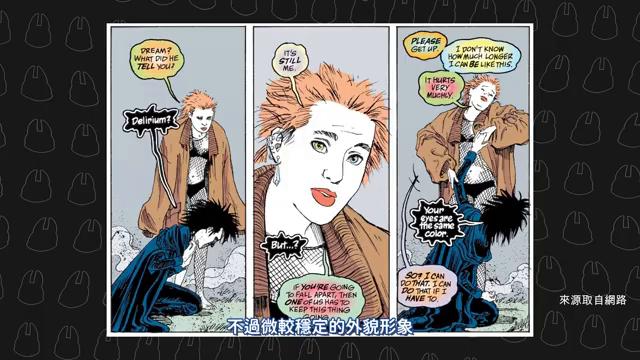 DREAM?
WHAT DID HE
TELL YOU?
Delirium?
IT'S
STILL
ME.
But...?
IF YOU'RE GOING
TO FALL APART, THEN
ONE OF US HAS TO
KEEP THIS THING
PLEASE
GET UP.
I DON'T KNOW
HOW MUCH LONGER
I CAN BE LIKE THIS.
IT HURTS
VERY
MUCHLY.
Your
eyes are
the same
color.
SO? I CAN
DO THAT. I CAN
DO THAT IF I
HAVE TO.
來源取自網路
不過微較穩定的外貌形象